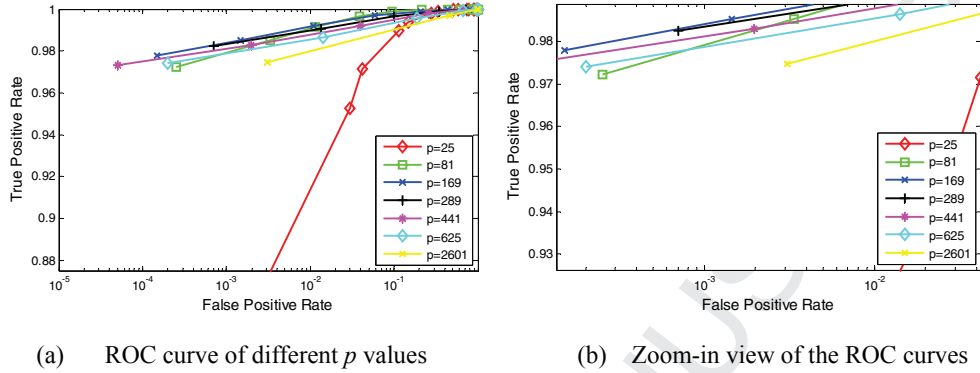 1
0.98
0.96
0.94
0.92
0.9
0.88
True Positive Rate
10^-5
10^-4
10^-3
10^-2
10^-1
False Positive Rate
p=25
p=81
p=169
p=289
p=441
p=625
p=2601
(a) ROC curve of different p values
0.98
0.97
0.96
0.95
0.94
0.93
True Positive Rate
10^-3
10^-2
False Positive Rate
p=25
p=81
p=169
p=289
p=441
p=625
p=2601
(b) Zoom-in view of the ROC curves